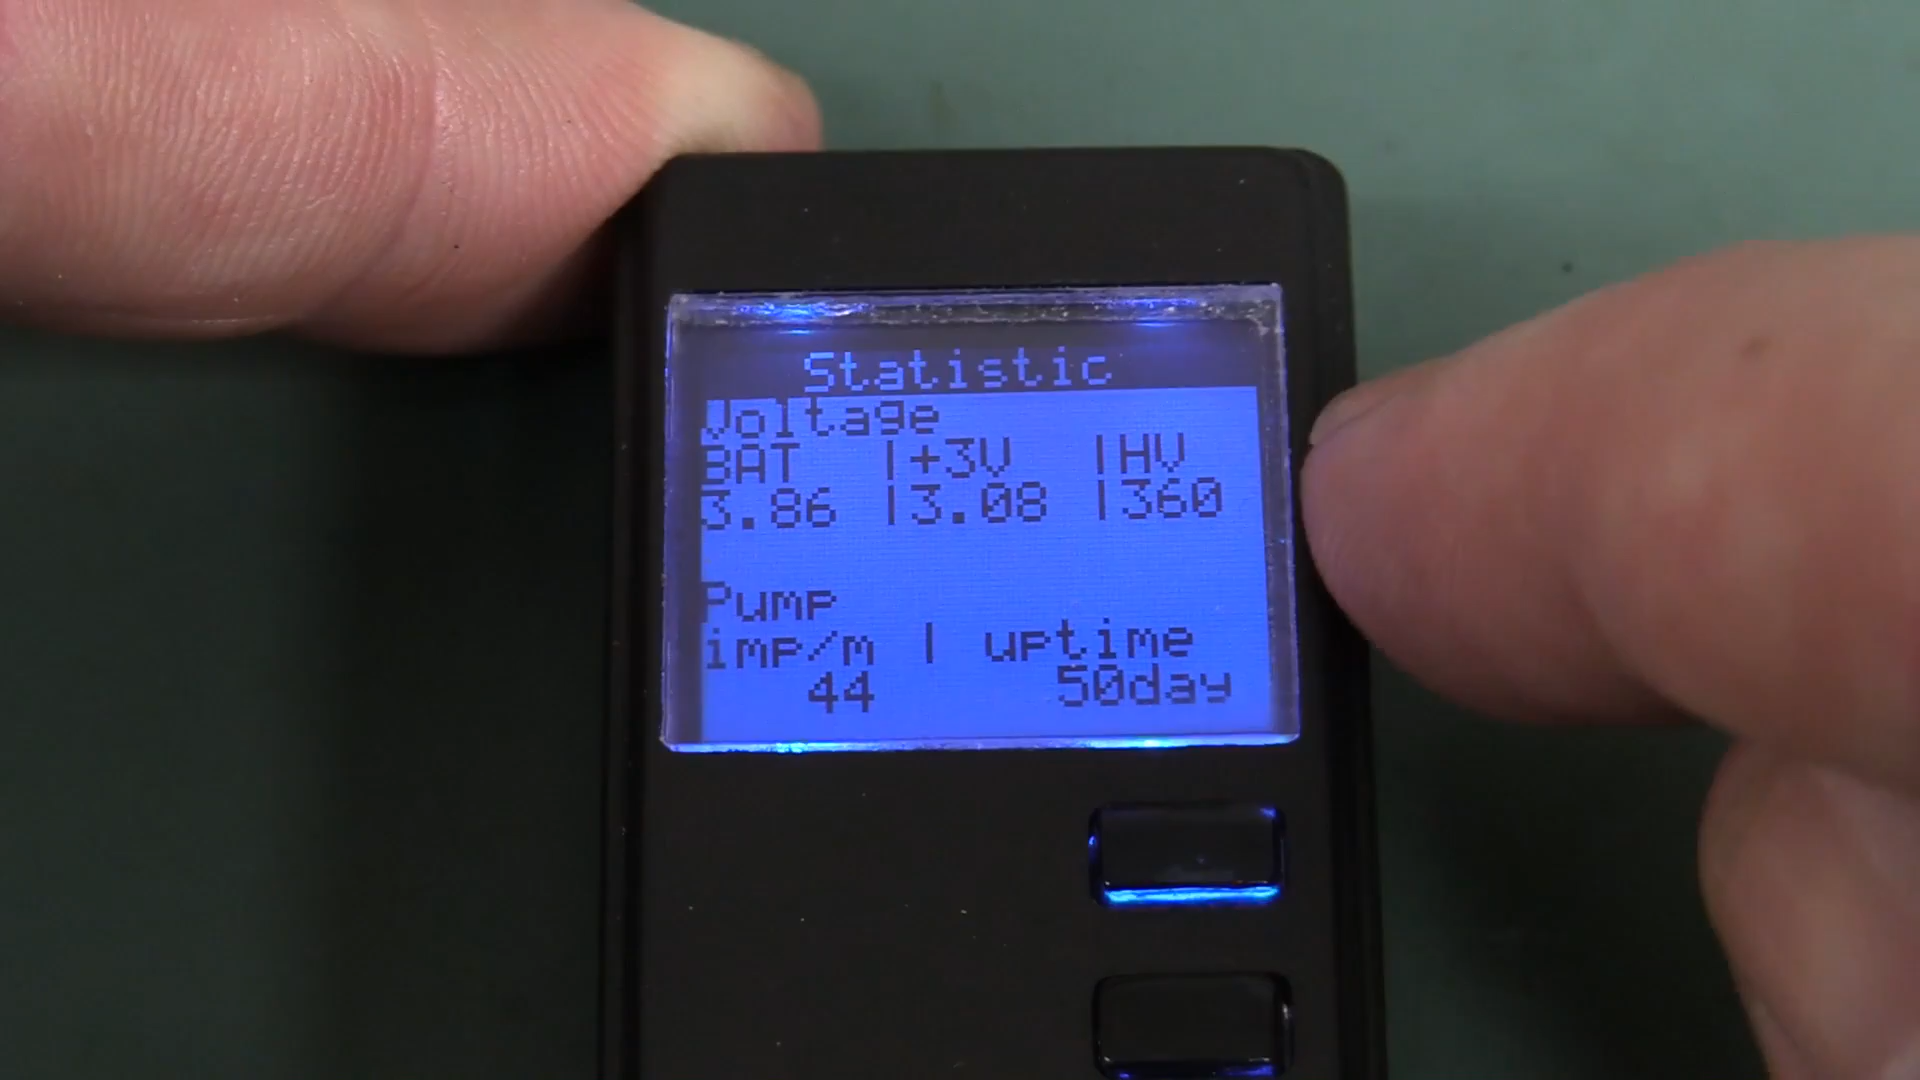 Statistic
Voltage
BAT |+3V |HV
3.86 |3.08 |360
Pump
imp/m | uptime
44 50day